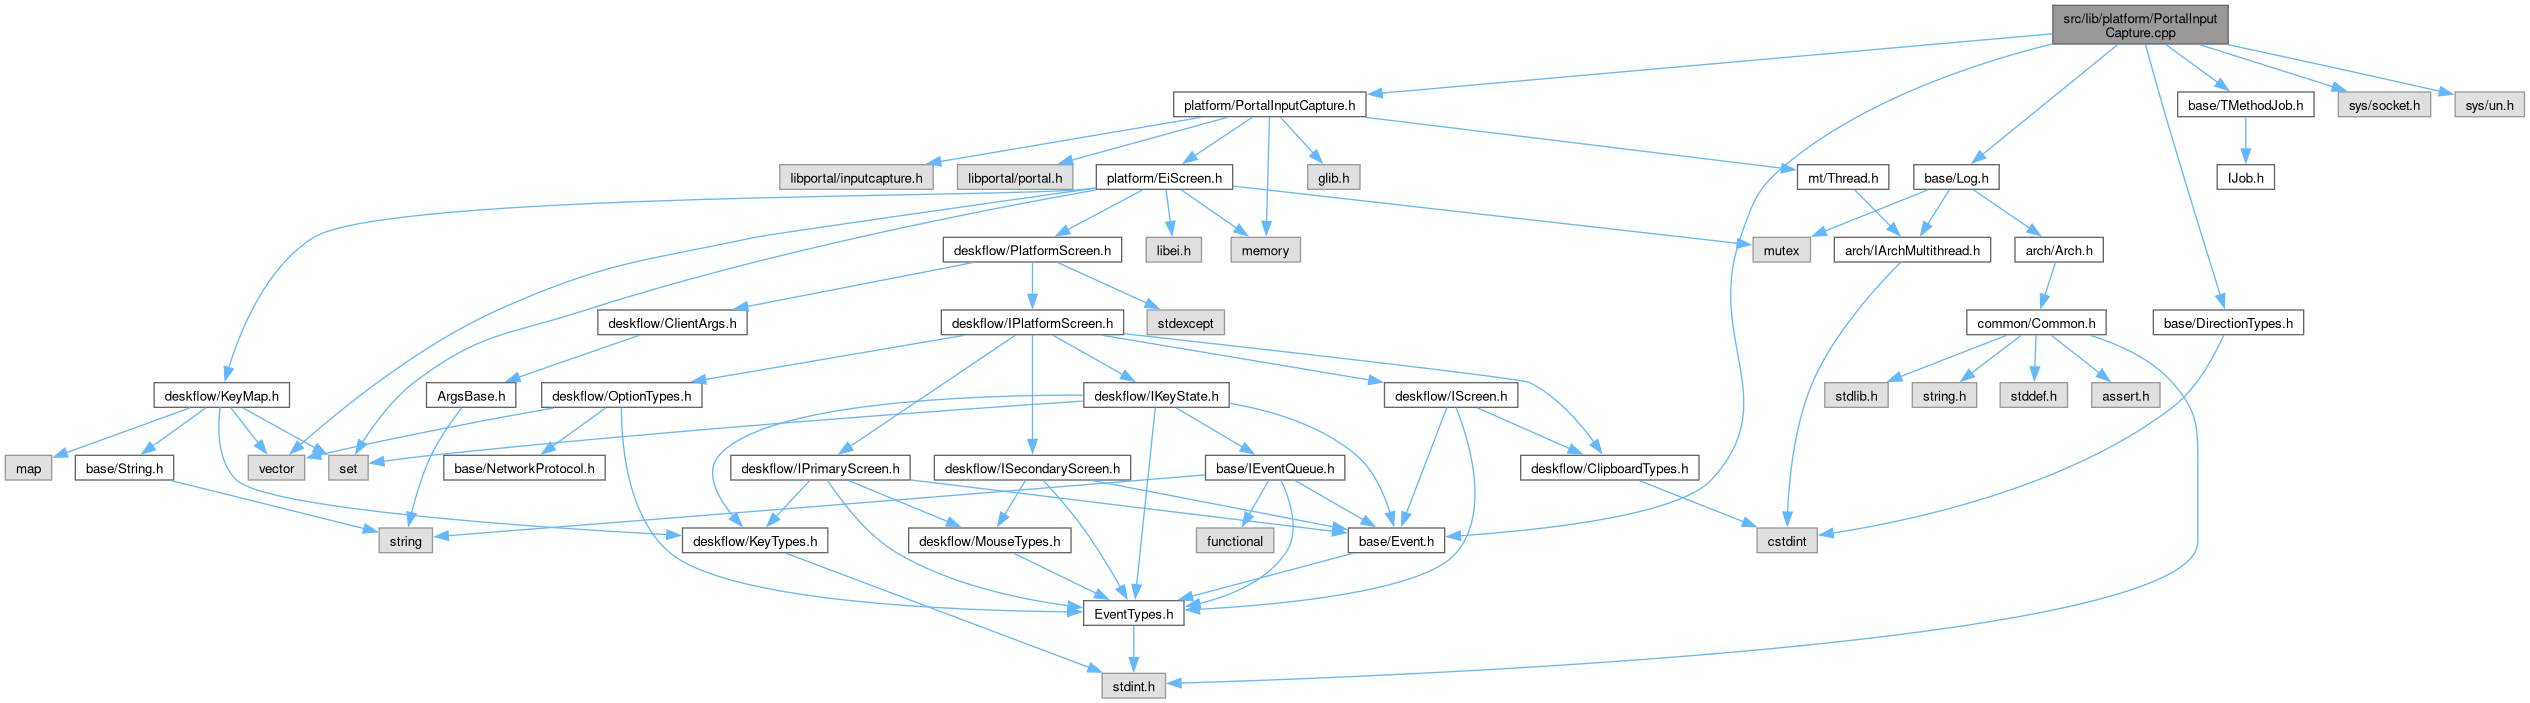 src/lib/platform/PortalInput
Capture.cpp
platform/PortalInputCapture.h
base/TMethodJob.h
sys/socket.h
sys/un.h
libportal/inputcapture.h
libportal/portal.h
platform/EiScreen.h
glib.h
mt/Thread.h
base/Log.h
IJob.h
deskflow/PlatformScreen.h
libei.h
memory
mutex
arch/IArchMultithread.h
arch/Arch.h
deskflow/ClientArgs.h
deskflow/IPlatformScreen.h
stdexcept
common/Common.h
base/DirectionTypes.h
deskflow/KeyMap.h
ArgsBase.h
deskflow/OptionTypes.h
deskflow/IKeyState.h
deskflow/IScreen.h
stdlib.h
string.h
stddef.h
assert.h
map
base/String.h
vector
set
base/NetworkProtocol.h
deskflow/IPrimaryScreen.h
deskflow/ISecondaryScreen.h
base/IEventQueue.h
deskflow/ClipboardTypes.h
string
deskflow/KeyTypes.h
deskflow/MouseTypes.h
functional
base/Event.h
cstdint
EventTypes.h
stdint.h